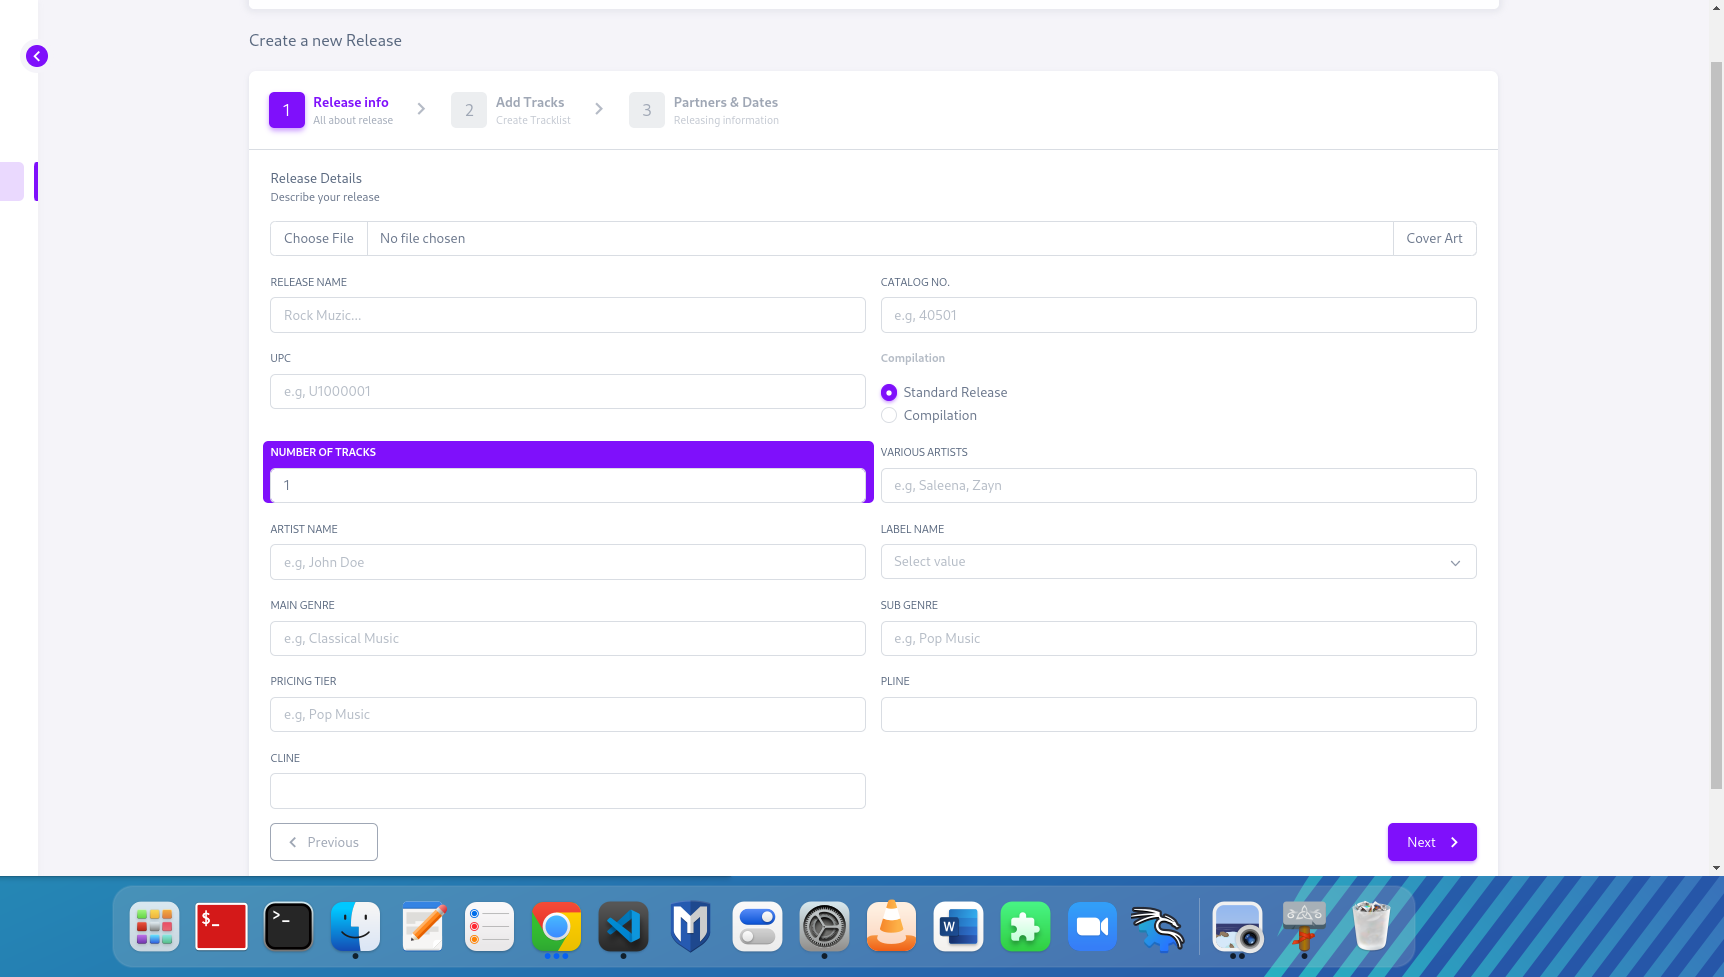 Create a new Release
1
Release info
All about release
2
Add Tracks
Create Tracklist
3
Partners & Dates
Releasing information
Release Details
Describe your release
Choose File
No file chosen
Cover Art
RELEASE NAME
CATALOG NO.
Rock Muzic...
e.g, 40501
UPC
Compilation
e.g, U1000001
Standard Release
Compilation
NUMBER OF TRACKS
VARIOUS ARTISTS
1
e.g, Saleena, Zayn
ARTIST NAME
LABEL NAME
e.g, John Doe
Select value
MAIN GENRE
SUB GENRE
e.g, Classical Music
e.g, Pop Music
PRICING TIER
PLINE
e.g, Pop Music
CLINE
Previous
Next
$_
>_
W